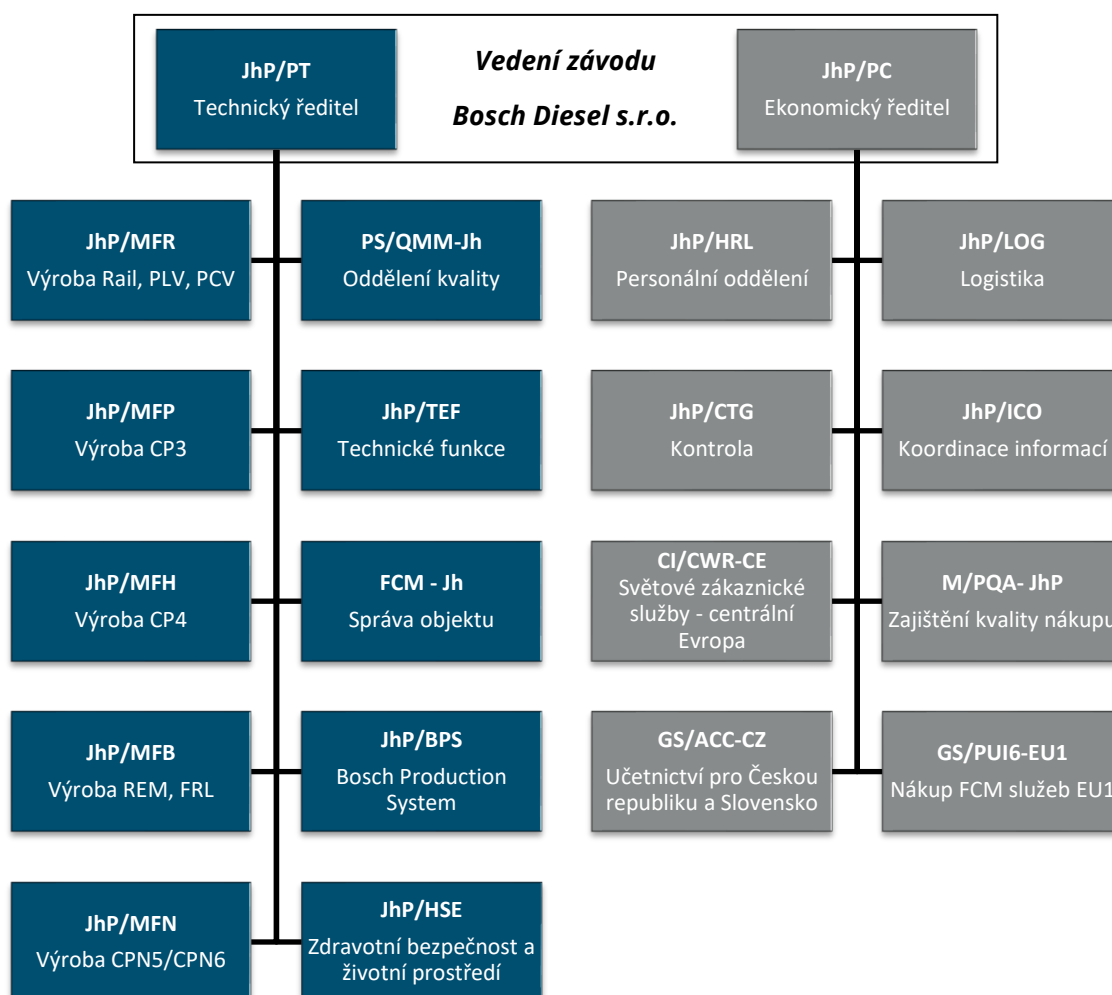 JhP/PT
Technický ředitel
Vedení závodu
Bosch Diesel s.r.o.
JhP/PC
Ekonomický ředitel
JhP/MFR
Výroba Rail, PLV, PCV
PS/QMM-Jh
Oddělení kvality
JhP/HRL
Personální oddělení
JhP/LOG
Logistika
JhP/MFP
Výroba CP3
JhP/TEF
Technické funkce
JhP/CTG
Kontrola
JhP/ICO
Koordinace informací
JhP/MFH
Výroba CP4
FCM - Jh
Správa objektu
CI/CWR-CE
Světové zákaznické
služby - centrální
Evropa
M/PQA- JhP
Zajištění kvality nákupu
JhP/MFB
Výroba REM, FRL
JhP/BPS
Bosch Production
System
GS/ACC-CZ
Učetnictví pro Českou
republiku a Slovensko
GS/PUI6-EU1
Nákup FCM služeb EU1
JhP/MFN
Výroba CPN5/CPN6
JhP/HSE
Zdravotní bezpečnost a
životní prostředí